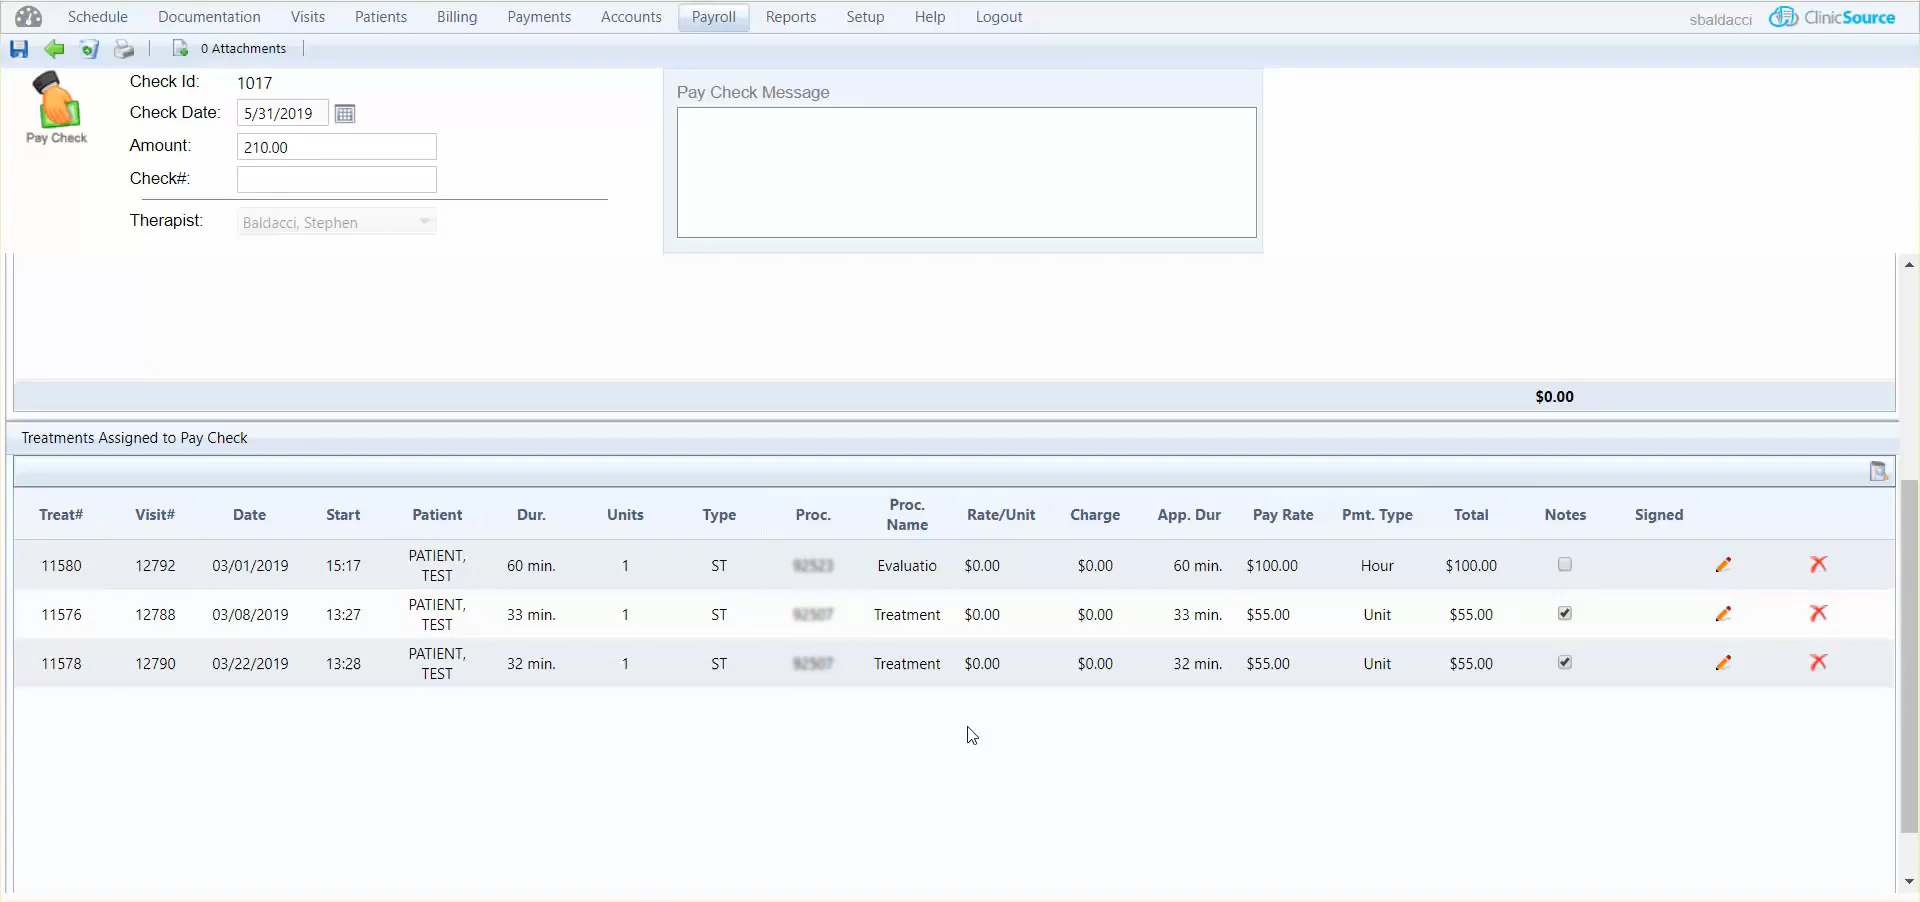 Schedule Documentation Visits Patients Billing Payments Accounts Payroll Reports Setup Help Logout sbaldacci ClinicSource
0 Attachments
Pay Check
Check Id: 1017
Check Date: 5/31/2019
Amount: 210.00
Check#:
Therapist: Baldacci, Stephen
Pay Check Message
$0.00
Treatments Assigned to Pay Check
Treat# Visit# Date Start Patient Dur. Units Type Proc. Proc. Name Rate/Unit Charge App. Dur Pay Rate Pmt. Type Total Notes Signed
11580 12792 03/01/2019 15:17 PATIENT, TEST 60 min. 1 ST Evaluatio $0.00 $0.00 60 min. $100.00 Hour $100.00
11576 12788 03/08/2019 13:27 PATIENT, TEST 33 min. 1 ST Treatment $0.00 $0.00 33 min. $55.00 Unit $55.00
11578 12790 03/22/2019 13:28 PATIENT, TEST 32 min. 1 ST Treatment $0.00 $0.00 32 min. $55.00 Unit $55.00